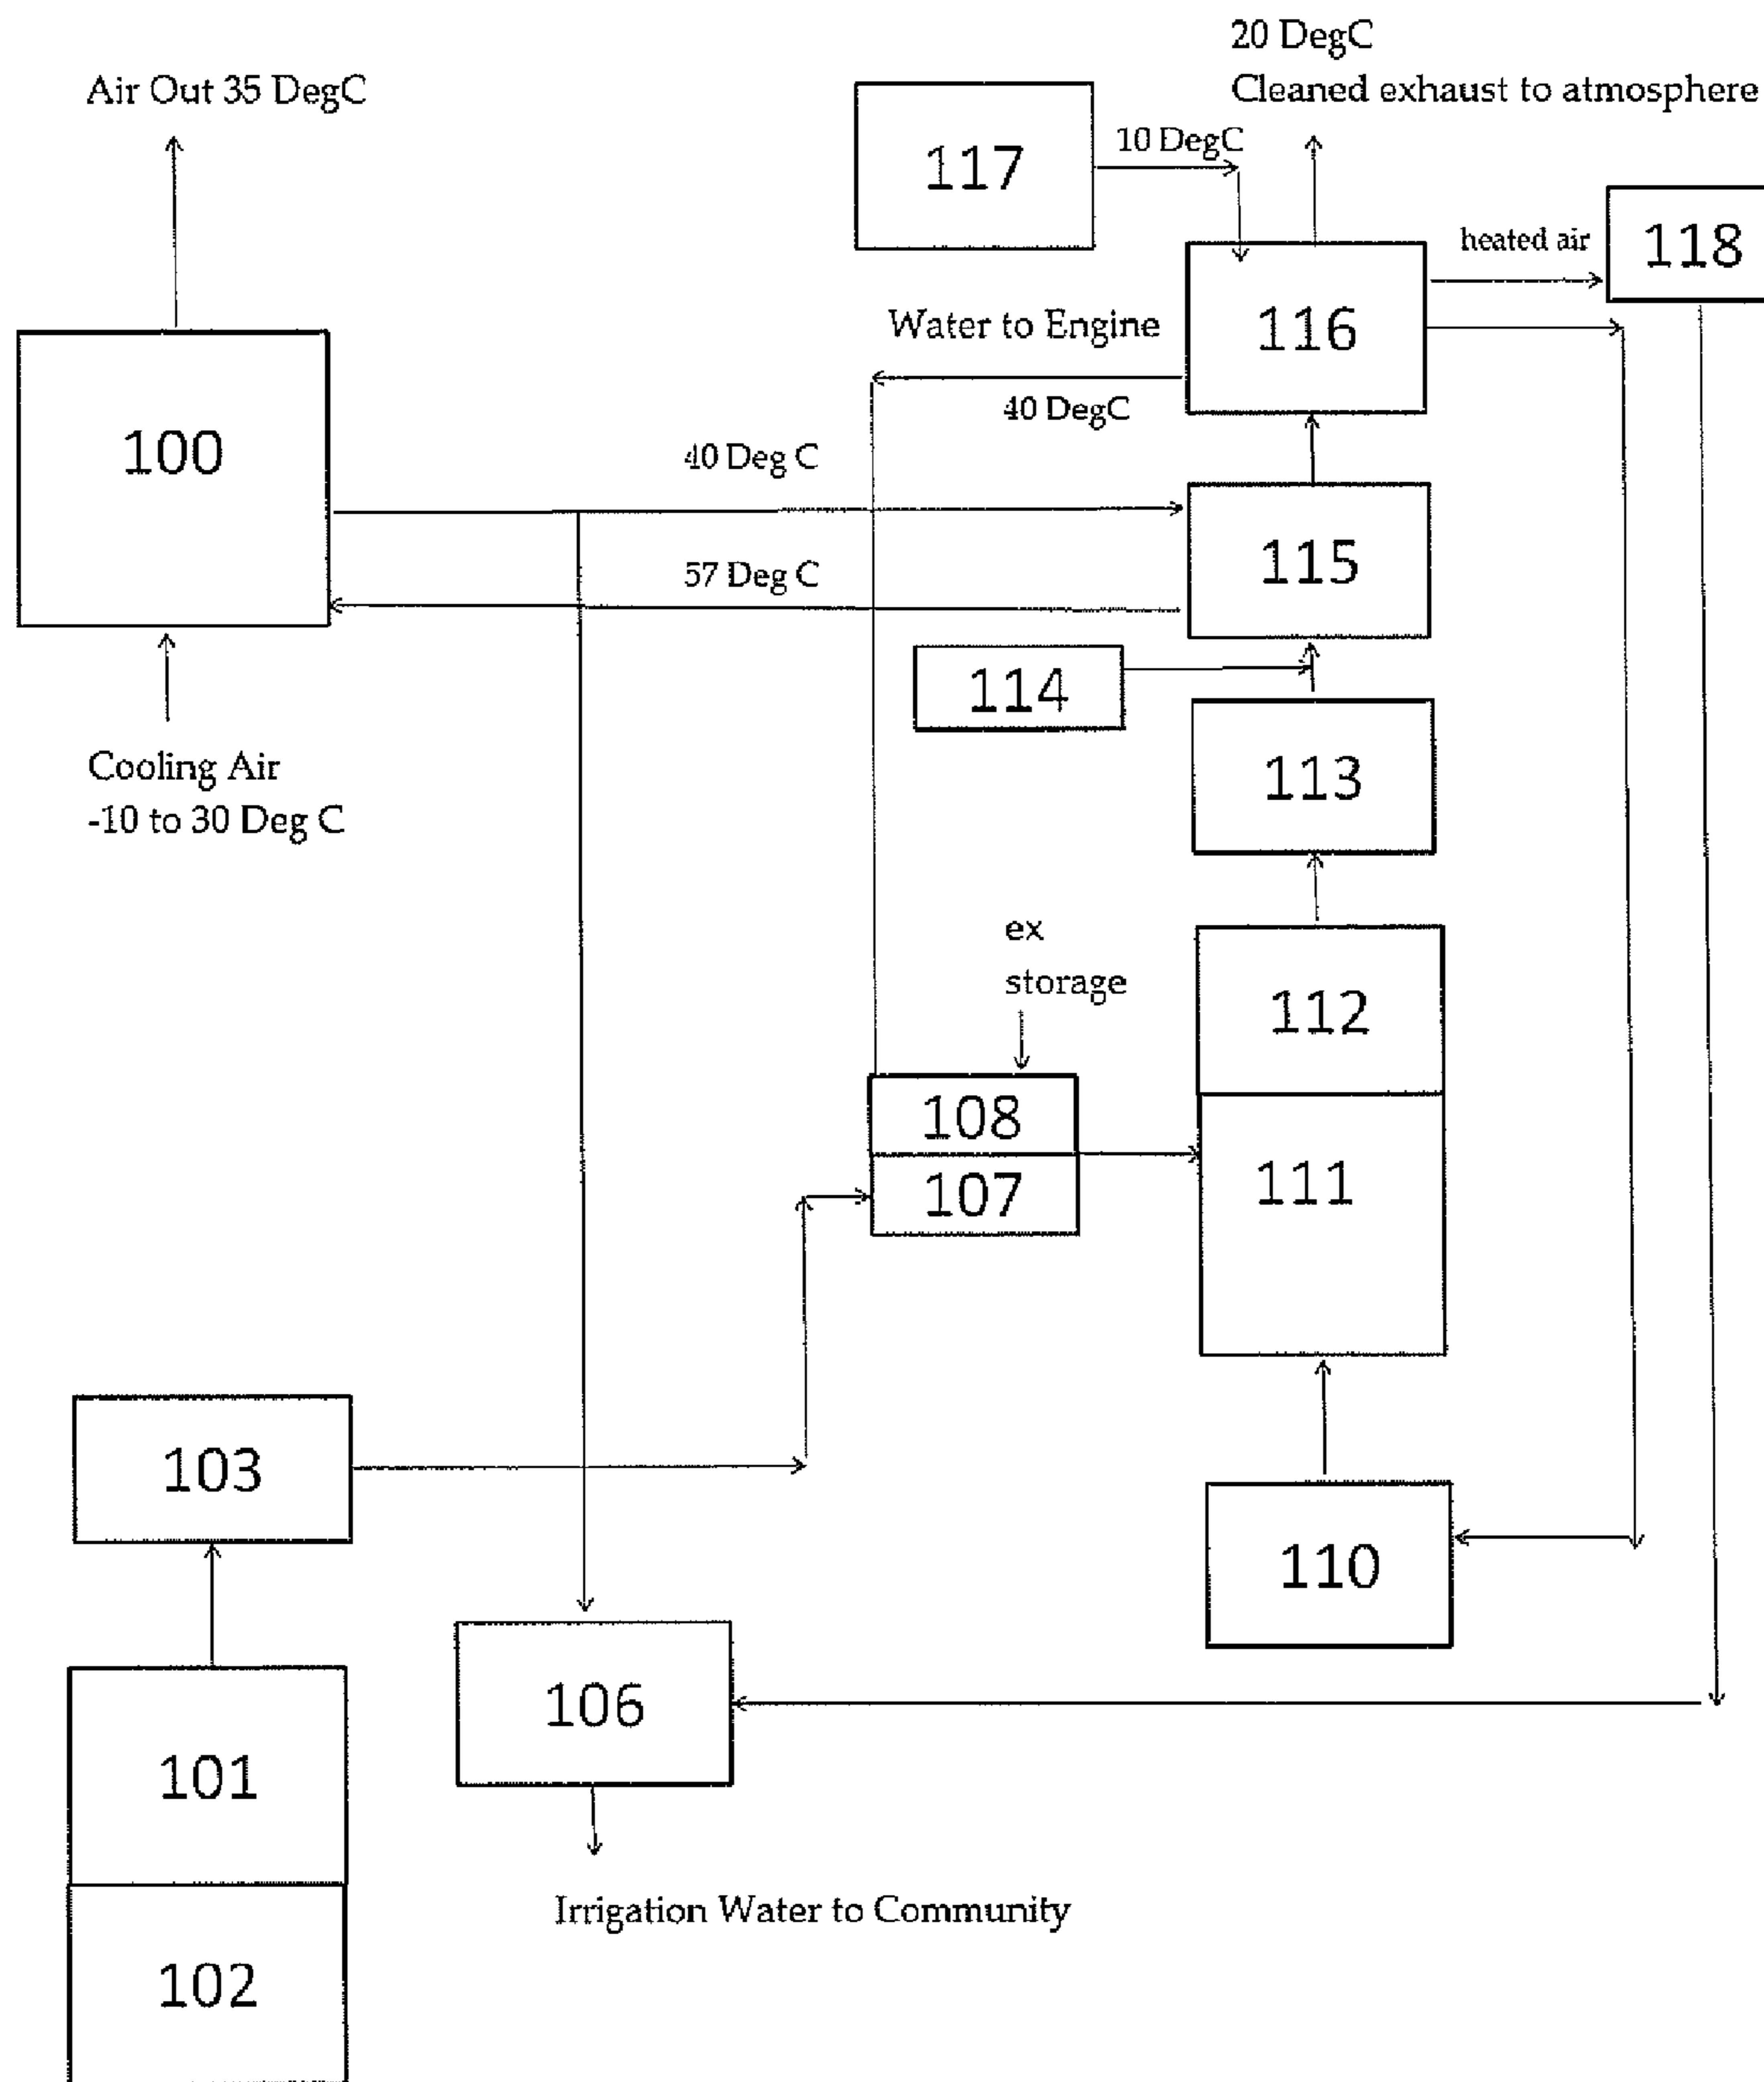 20 DegC
Cleaned exhaust to atmosphere
Air Out 35 DegC
117
10 DegC
heated air
118
116
Water to Engine
40 DegC
100
40 Deg C
115
57 Deg C
114
Cooling Air
-10 to 30 Deg C
113
ex
storage
112
108
107
111
103
110
106
101
Irrigation Water to Community
102